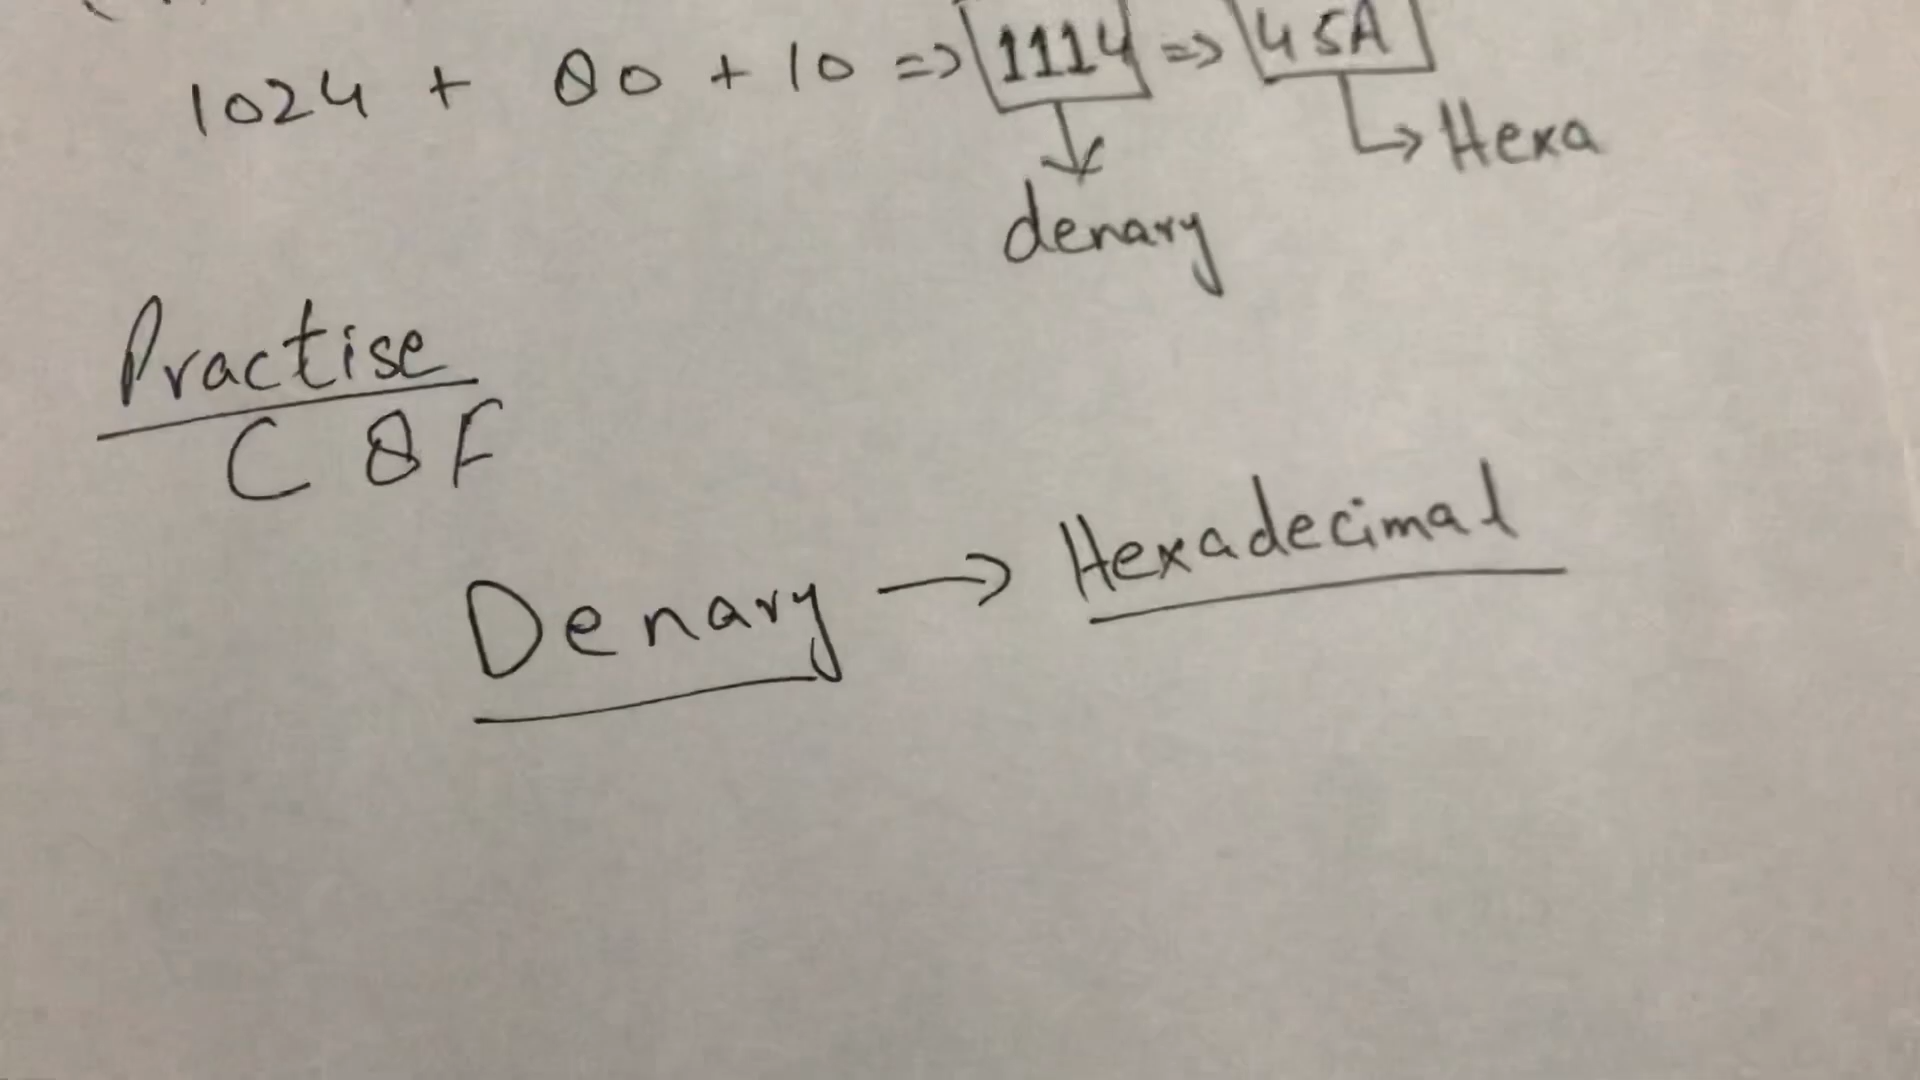 1024 + 80 + 10 => 1114 => 45A
Hexa
denary
Practise
C 8 F
Denary → Hexadecimal